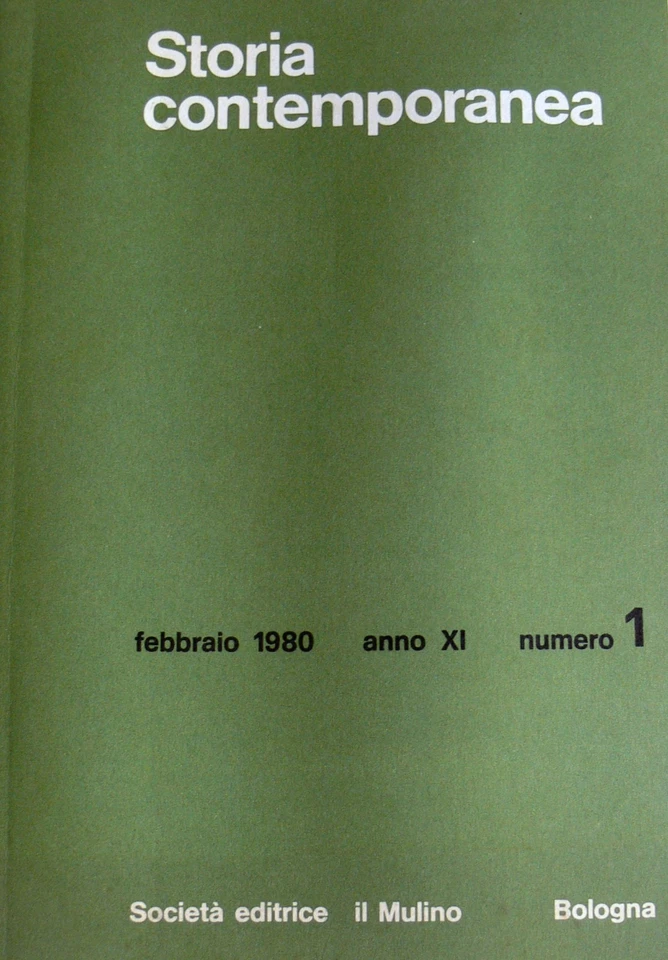 Storia
contemporanea
febbraio 1980 anno XI numero 1
Società editrice il Mulino Bologna